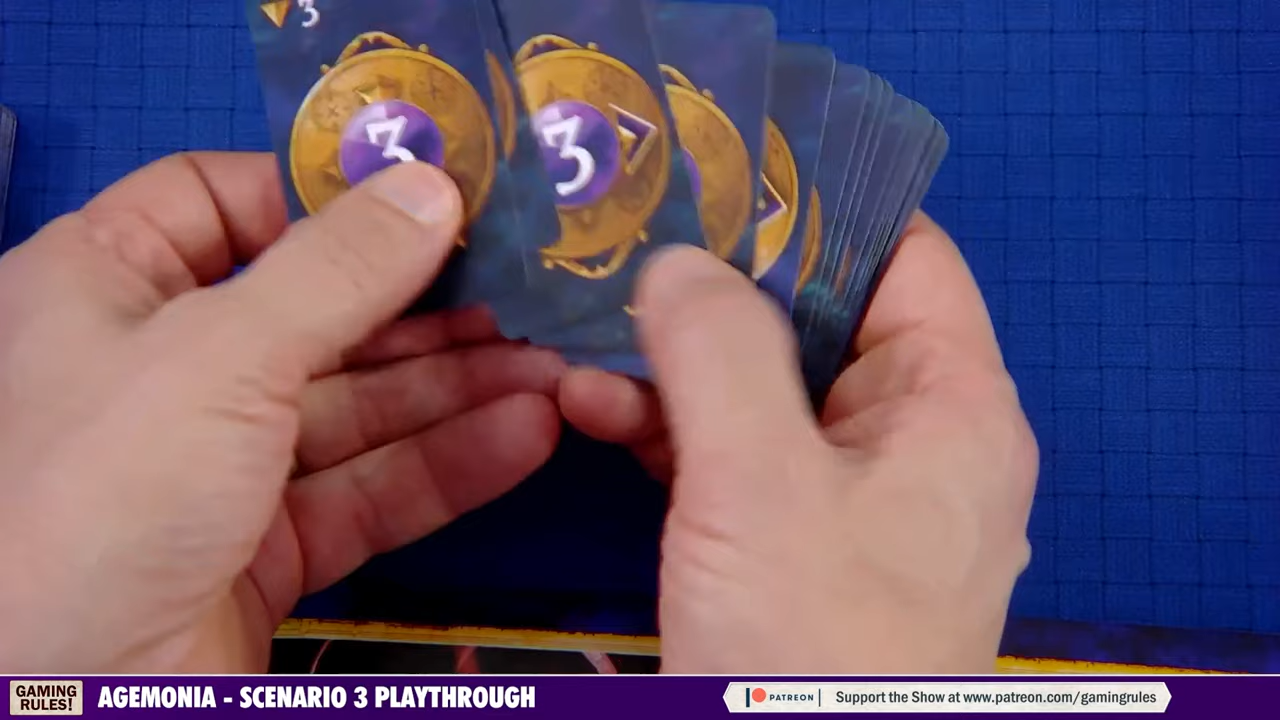 3
3
3
GAMING
RULES!
AGEMONIA - SCENARIO 3 PLAYTHROUGH
PATREON
Support the Show at www.patreon.com/gamingrules